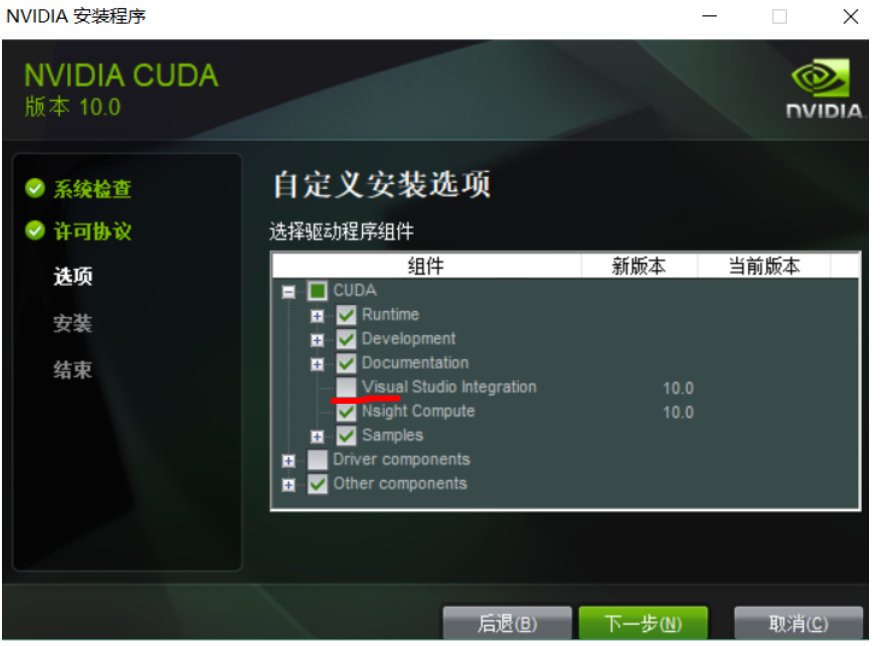 NVIDIA 安装程序
NVIDIA CUDA
版本 10.0
NVIDIA.
系统检查
许可协议
选项
安装
结束
自定义安装选项
选择驱动程序组件
组件 新版本 当前版本
CUDA
Runtime
Development
Documentation
Visual Studio Integration 10.0
Nsight Compute 10.0
Samples
Driver components
Other components
后退(B) 下一步(N) 取消(C)